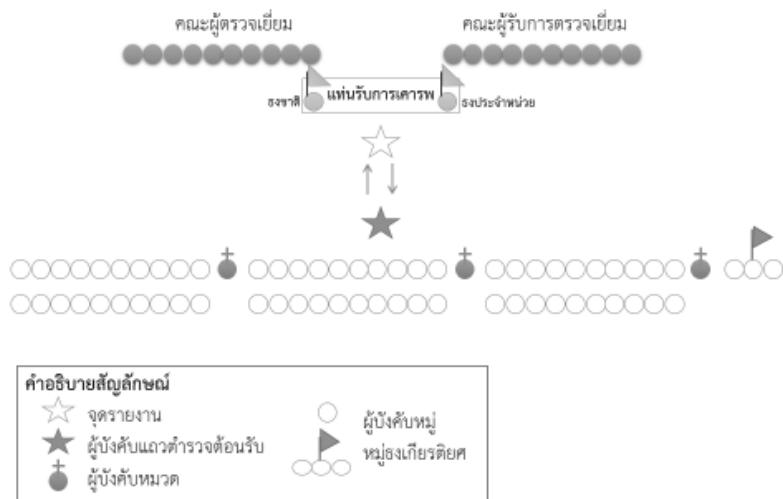 คณะผู้ตรวจเยี่ยม
คณะผู้รับการตรวจเยี่ยม
ธงชาติ
แท่นรับการเคารพ
ธงประจำหน่วย
คำอธิบายสัญลักษณ์
จุดรายงาน
ผู้บังคับแถวตำรวจต้อนรับ
ผู้บังคับหมวด
ผู้บังคับหมู่
หมู่ธงเกียรติยศ